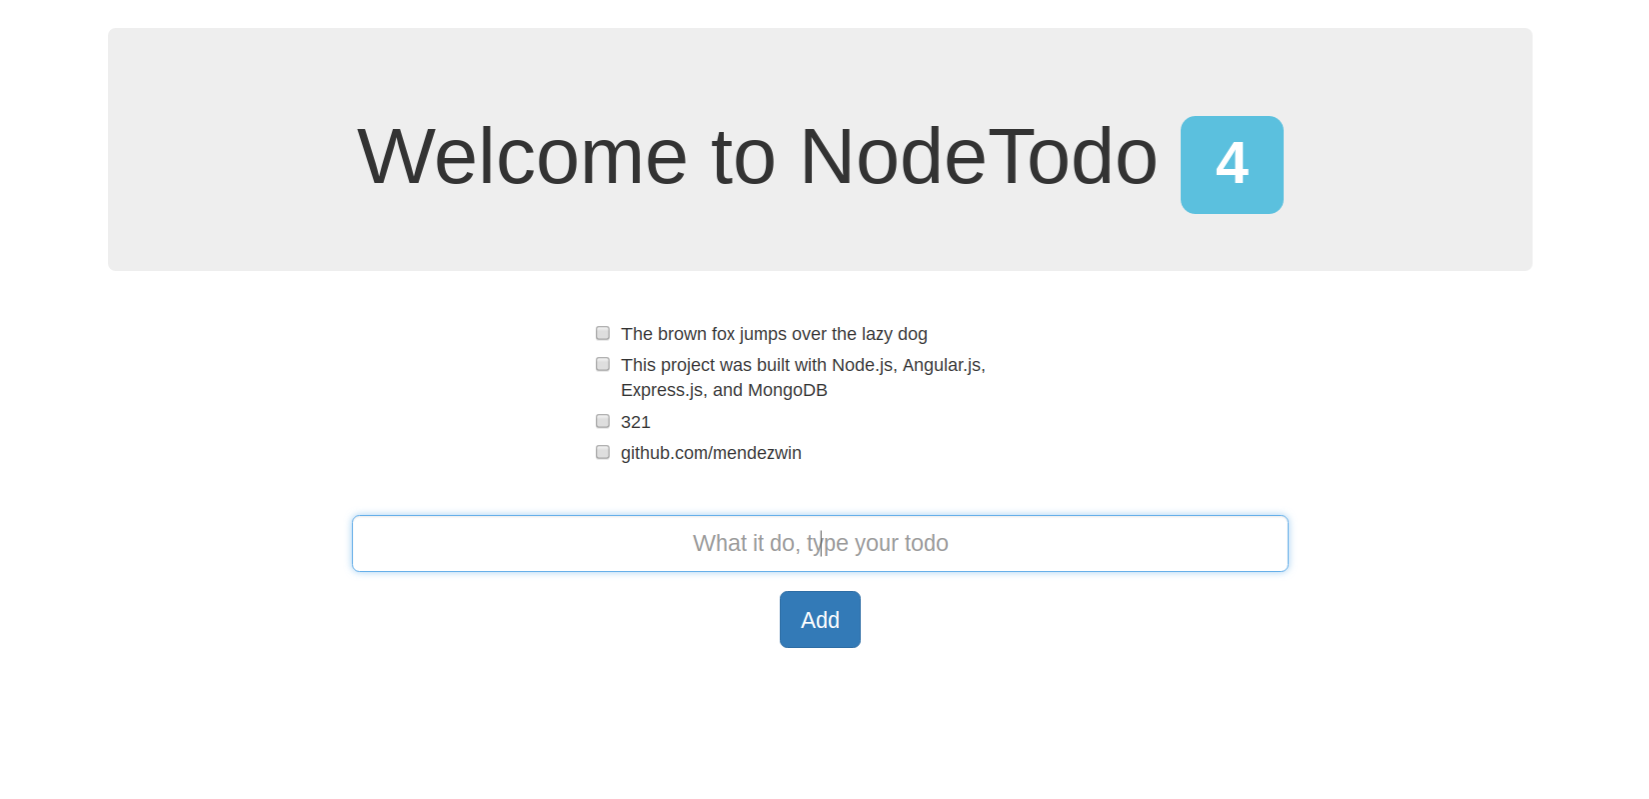 Welcome to NodeTodo 4
The brown fox jumps over the lazy dog
This project was built with Node.js, Angular.js,
Express.js, and MongoDB
321
github.com/mendezwin
What it do, type your todo
Add